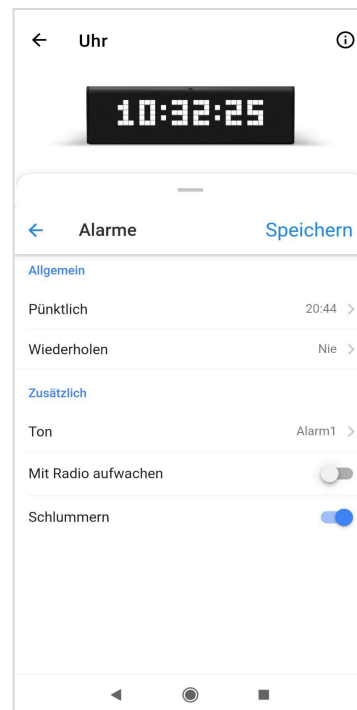 Uhr
10:32:25
Alarme Speichern
Allgemein
Pünktlich 20:44
Wiederholen Nie
Zusätzlich
Ton Alarm1
Mit Radio aufwachen
Schlummern